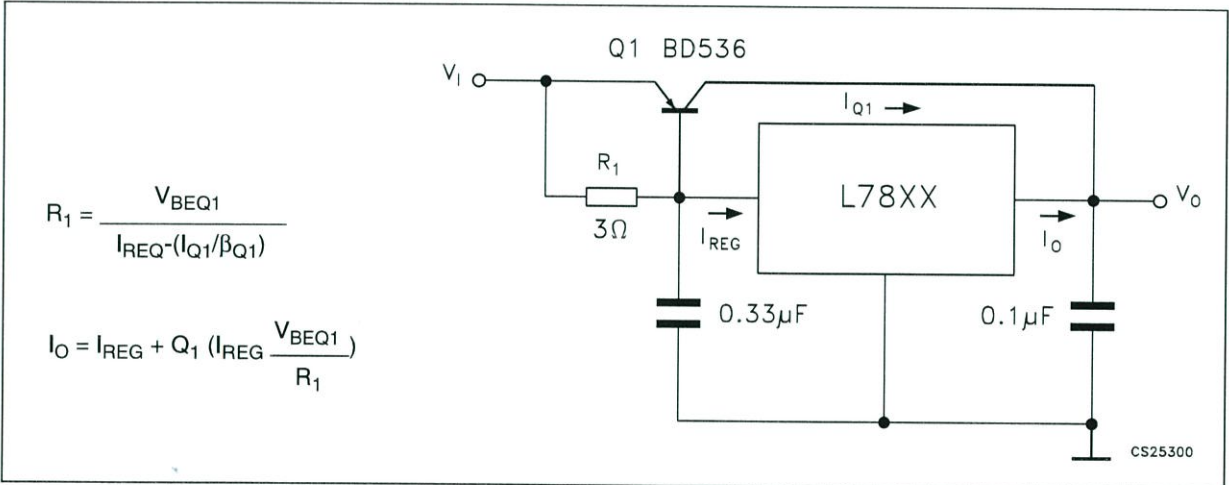 Q1 BD536
V_I
I_Q1
R_1
3Ω
I_REG
L78XX
I_O
V_O
0.33µF
0.1µF
CS25300
R_1 = V_BEQ1 / I_REQ-(I_Q1/β_Q1)
I_O = I_REG + Q_1 (I_REG V_BEQ1 / R_1)